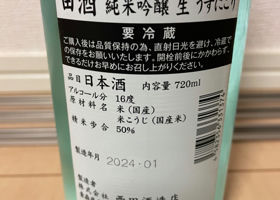 田酒 純米吟醸 生うすにごり
要冷蔵
ご購入後は品質保持の為、直射日光を避け、冷蔵で
の保存をお願いいたします。開栓前後にかかわらず、
できるだけお早めにお召し上がりください。
品目 日本酒 内容量 720ml
アルコール分 16度
原材料名 米(国産)
米こうじ(国産米)
精米歩合 50%
製造年月 2024.01
製造者
西田酒造店